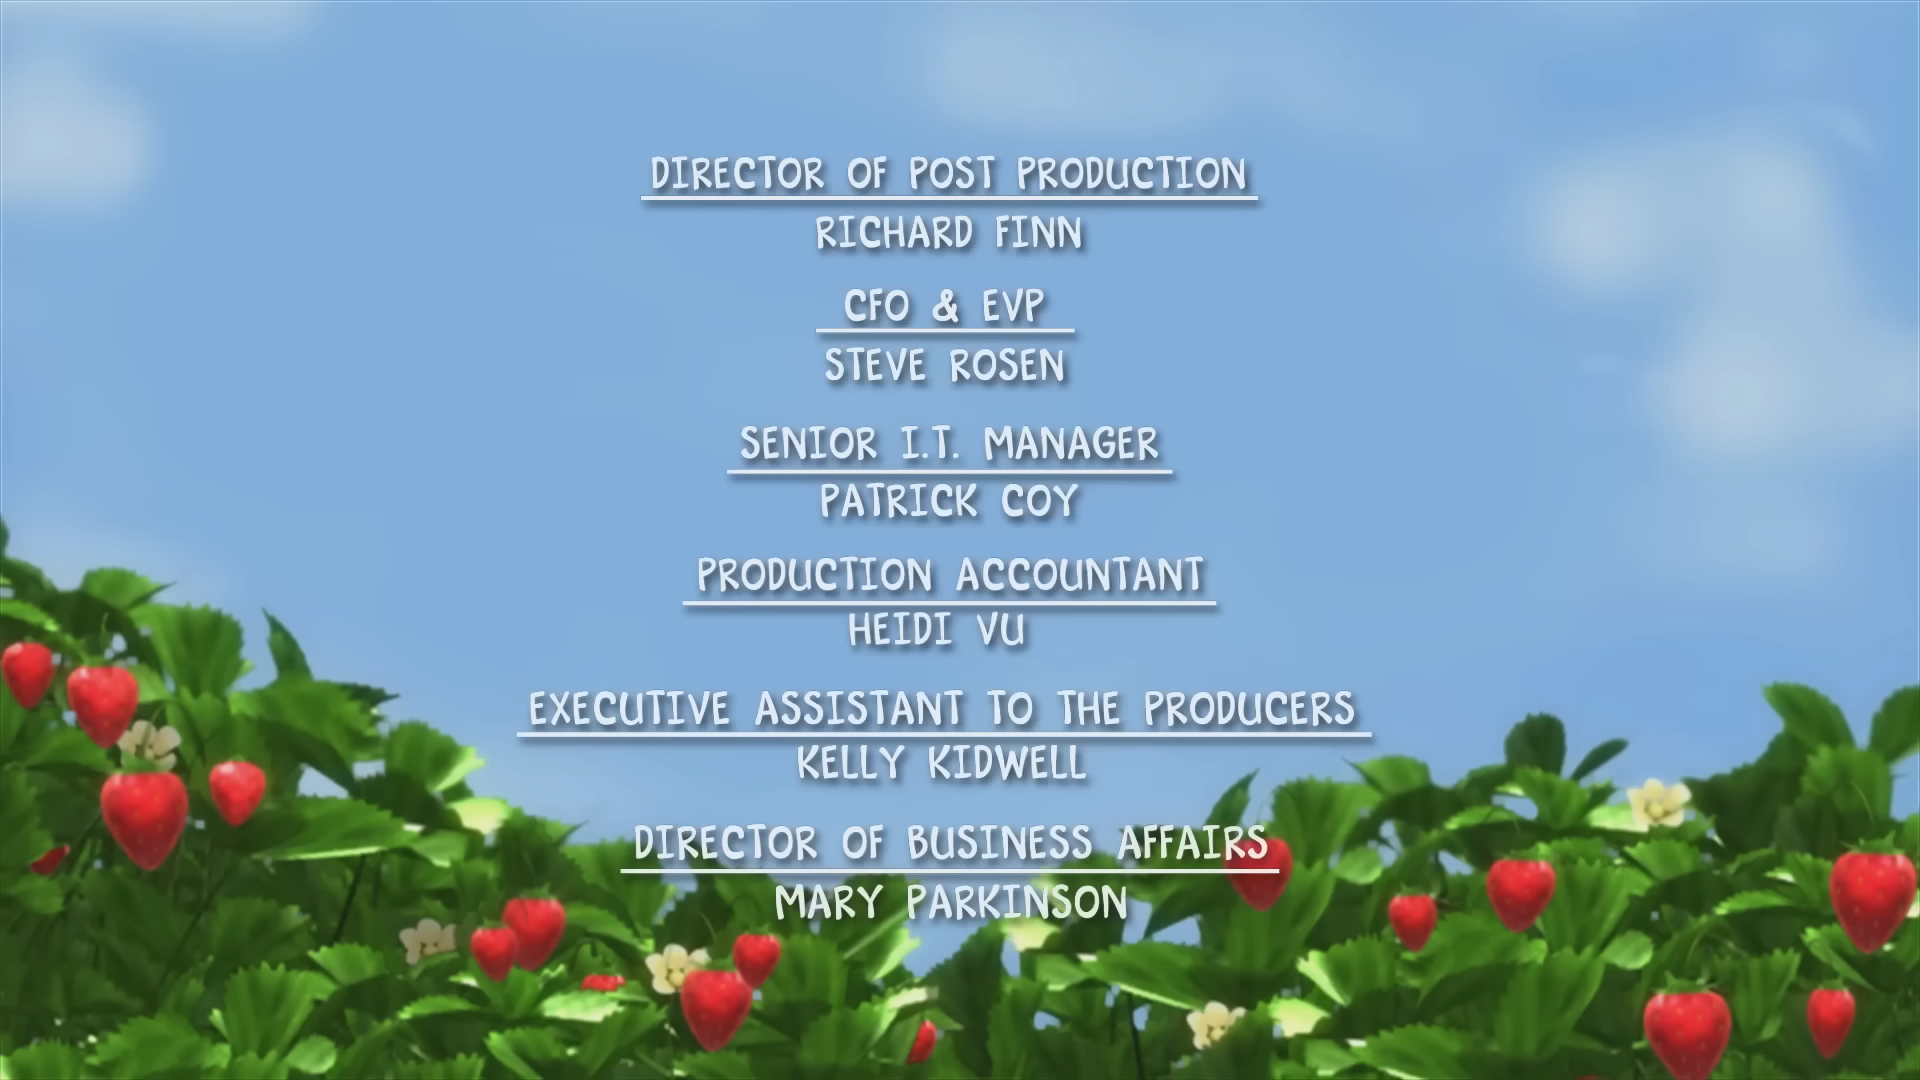 DIRECTOR OF POST PRODUCTION
RICHARD FINN
CFO & EVP
STEVE ROSEN
SENIOR I.T. MANAGER
PATRICK COY
PRODUCTION ACCOUNTANT
HEIDI VU
EXECUTIVE ASSISTANT TO THE PRODUCERS
KELLY KIDWELL
DIRECTOR OF BUSINESS AFFAIRS
MARY PARKINSON